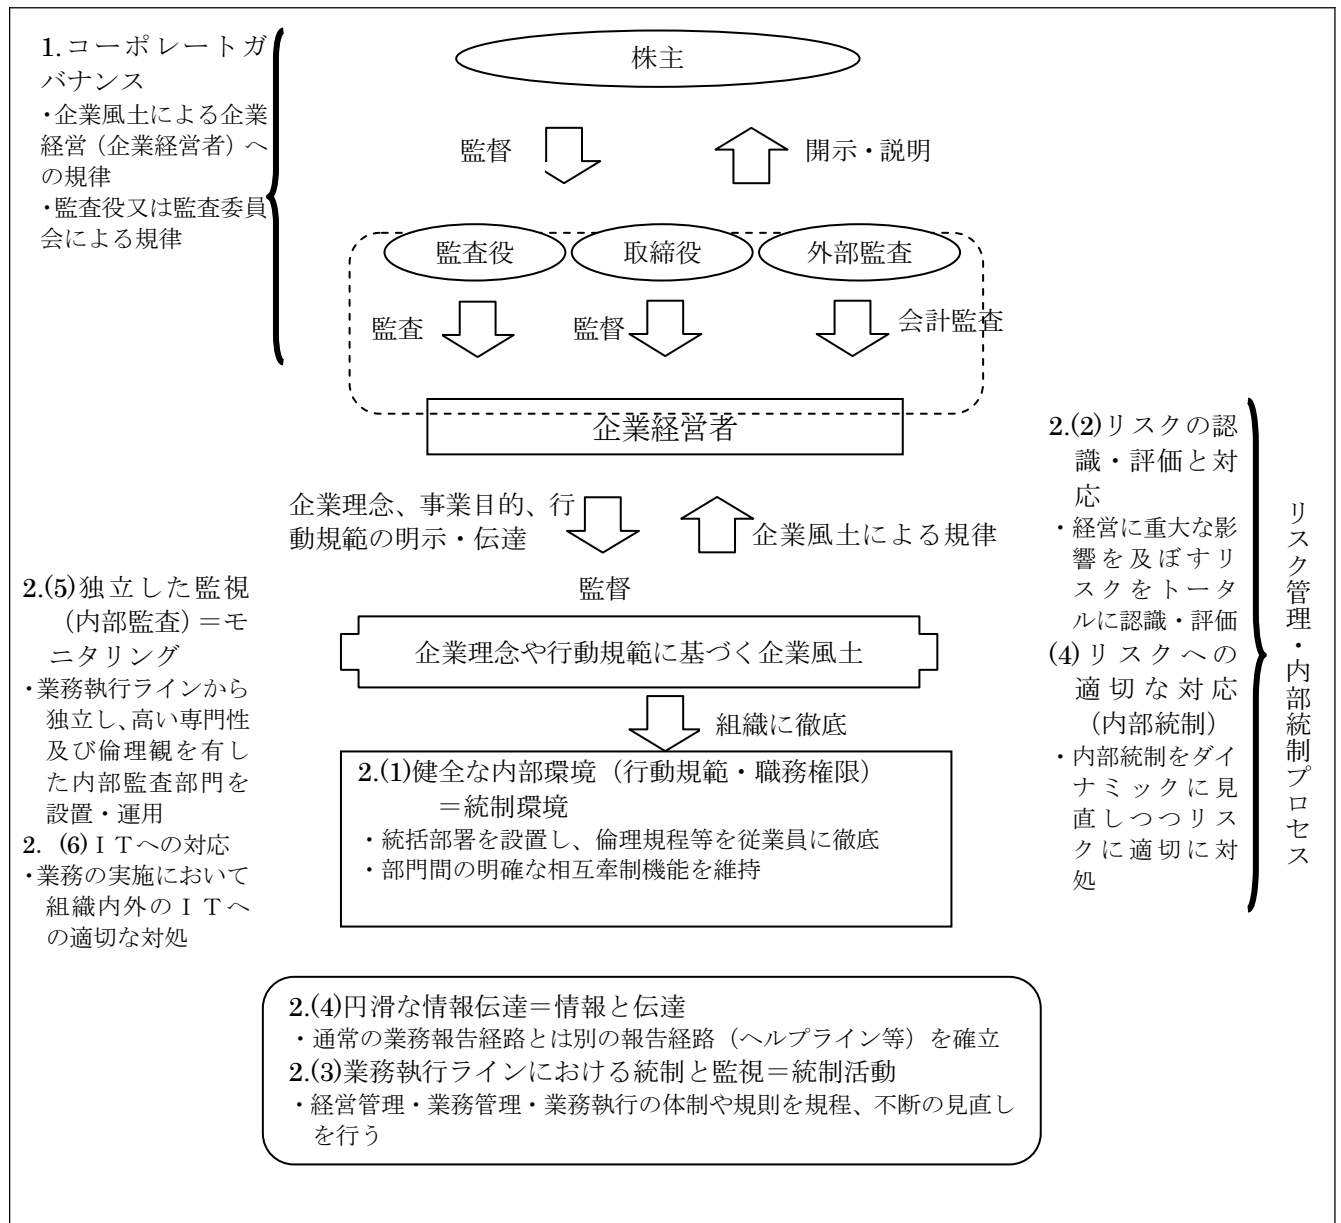 1.コーポレートガ
バナンス
・企業風土による企業
経営（企業経営者）へ
の規律
・監査役又は監査委員
会による規律
株主
監督
開示・説明
監査役
取締役
外部監査
監査
監督
会計監査
企業経営者
企業理念、事業目的、行
動規範の明示・伝達
企業風土による規律
監督
企業理念や行動規範に基づく企業風土
組織に徹底
2.(1)健全な内部環境（行動規範・職務権限）
＝統制環境
・統括部署を設置し、倫理規程等を従業員に徹底
・部門間の明確な相互牽制機能を維持
2.(5)独立した監視
（内部監査）＝モ
ニタリング
・業務執行ラインから
独立し、高い専門性
及び倫理観を有し
た内部監査部門を
設置・運用
2. (6)ＩＴへの対応
・業務の実施において
組織内外のＩＴへ
の適切な対処
2.(2)リスクの認
識・評価と対
応
・経営に重大な影
響を及ぼすリ
スクをトータ
ルに認識・評価
(4)リスクへの
適切な対応
（内部統制）
・内部統制をダイ
ナミックに見
直しつつリス
クに適切に対
処
リスク管理・内部統制プロセス
2.(4)円滑な情報伝達＝情報と伝達
・通常の業務報告経路とは別の報告経路（ヘルプライン等）を確立
2.(3)業務執行ラインにおける統制と監視＝統制活動
・経営管理・業務管理・業務執行の体制や規則を規程、不断の見直し
を行う